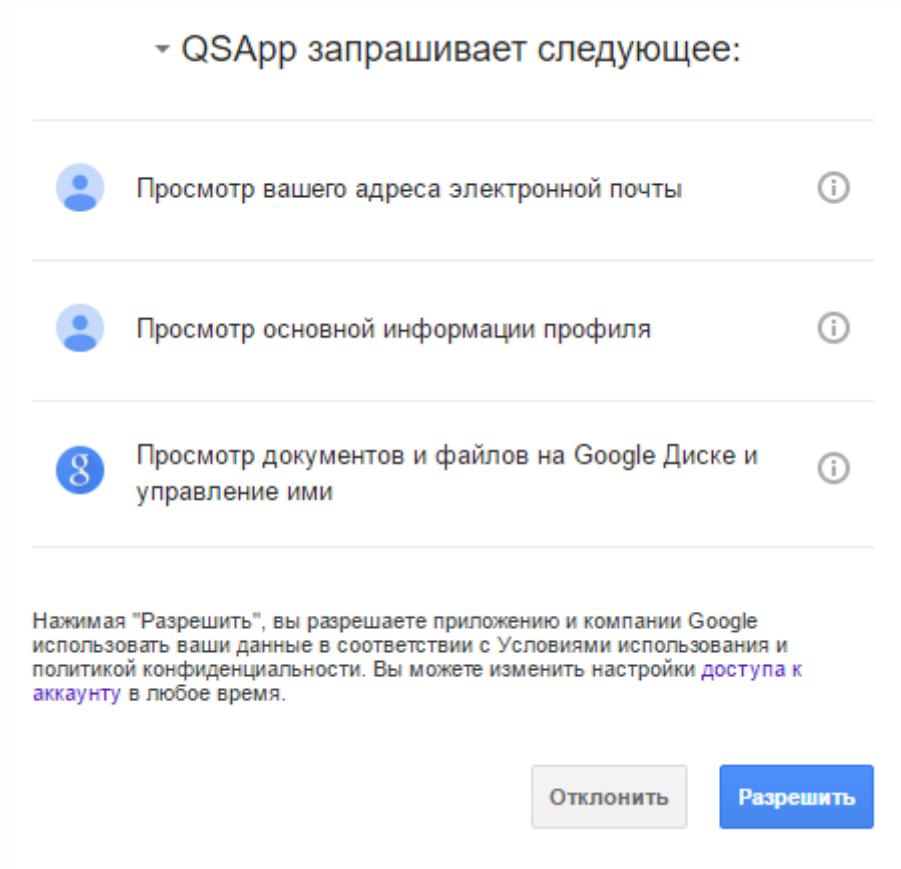 QSApp запрашивает следующее:
Просмотр вашего адреса электронной почты
Просмотр основной информации профиля
Просмотр документов и файлов на Google Диске и
управление ими
Нажимая "Разрешить", вы разрешаете приложению и компании Google
использовать ваши данные в соответствии с Условиями использования и
политикой конфиденциальности. Вы можете изменить настройки доступа к
аккаунту в любое время.
Отклонить
Разрешить